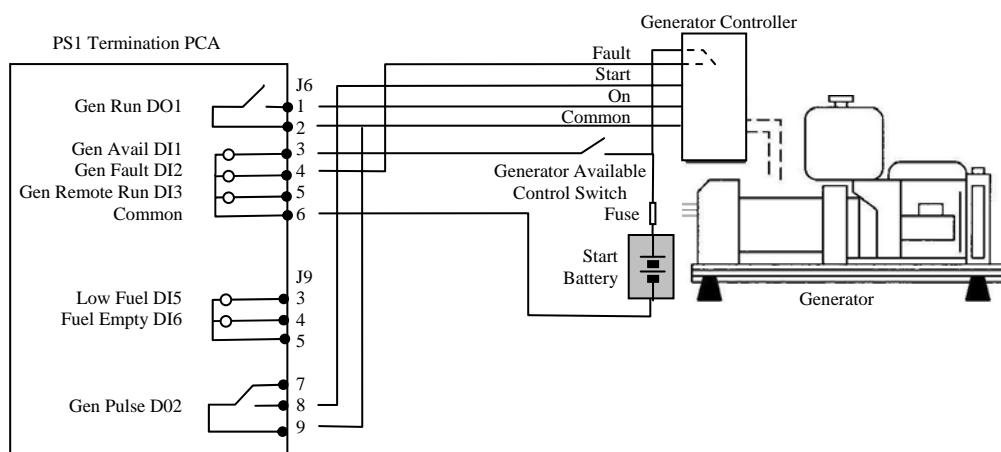 Generator Controller
PS1 Termination PCA
Fault
Start
On
Common
J6
Gen Run DO1
1
2
Gen Avail DI1
3
Gen Fault DI2
4
Gen Remote Run DI3
5
Common
6
Generator Available
Control Switch
Fuse
Start
Battery
Generator
J9
Low Fuel DI5
3
Fuel Empty DI6
4
5
7
Gen Pulse D02
8
9